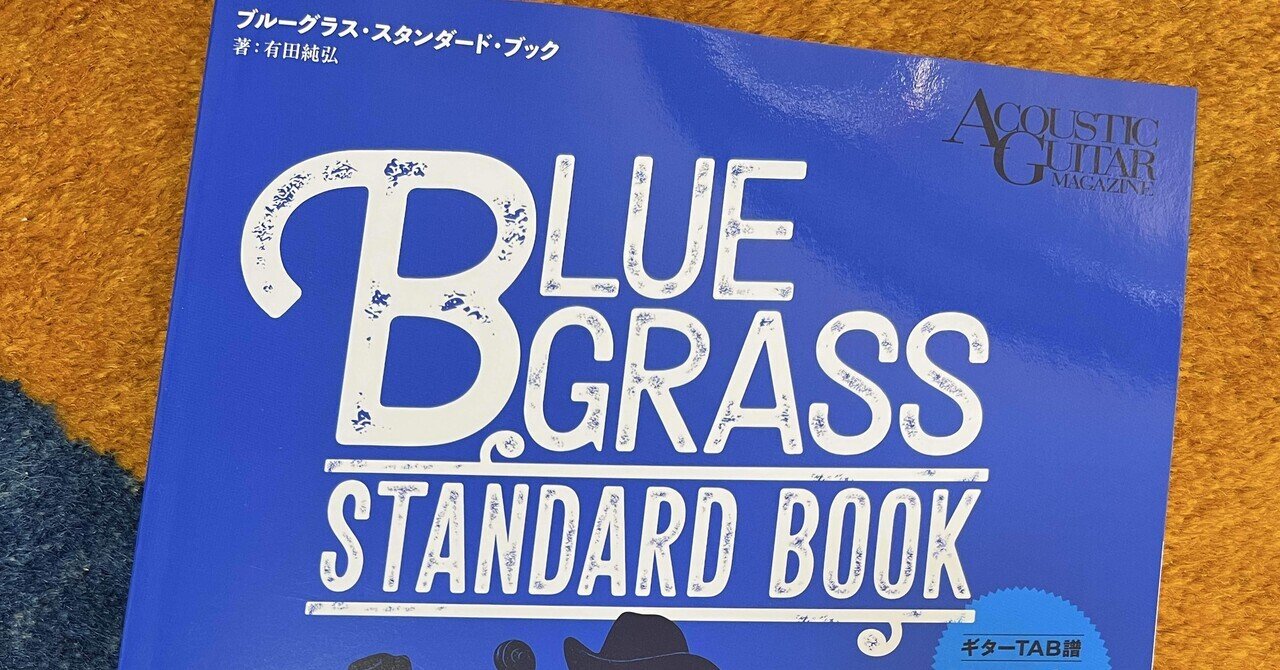 ブルーグラス・スタンダード・ブック
著:有田純弘
ACOUSTIC
GUITAR
MAGAZINE
BLUE
GRASS
STANDARD BOOK
ギターTAB譜